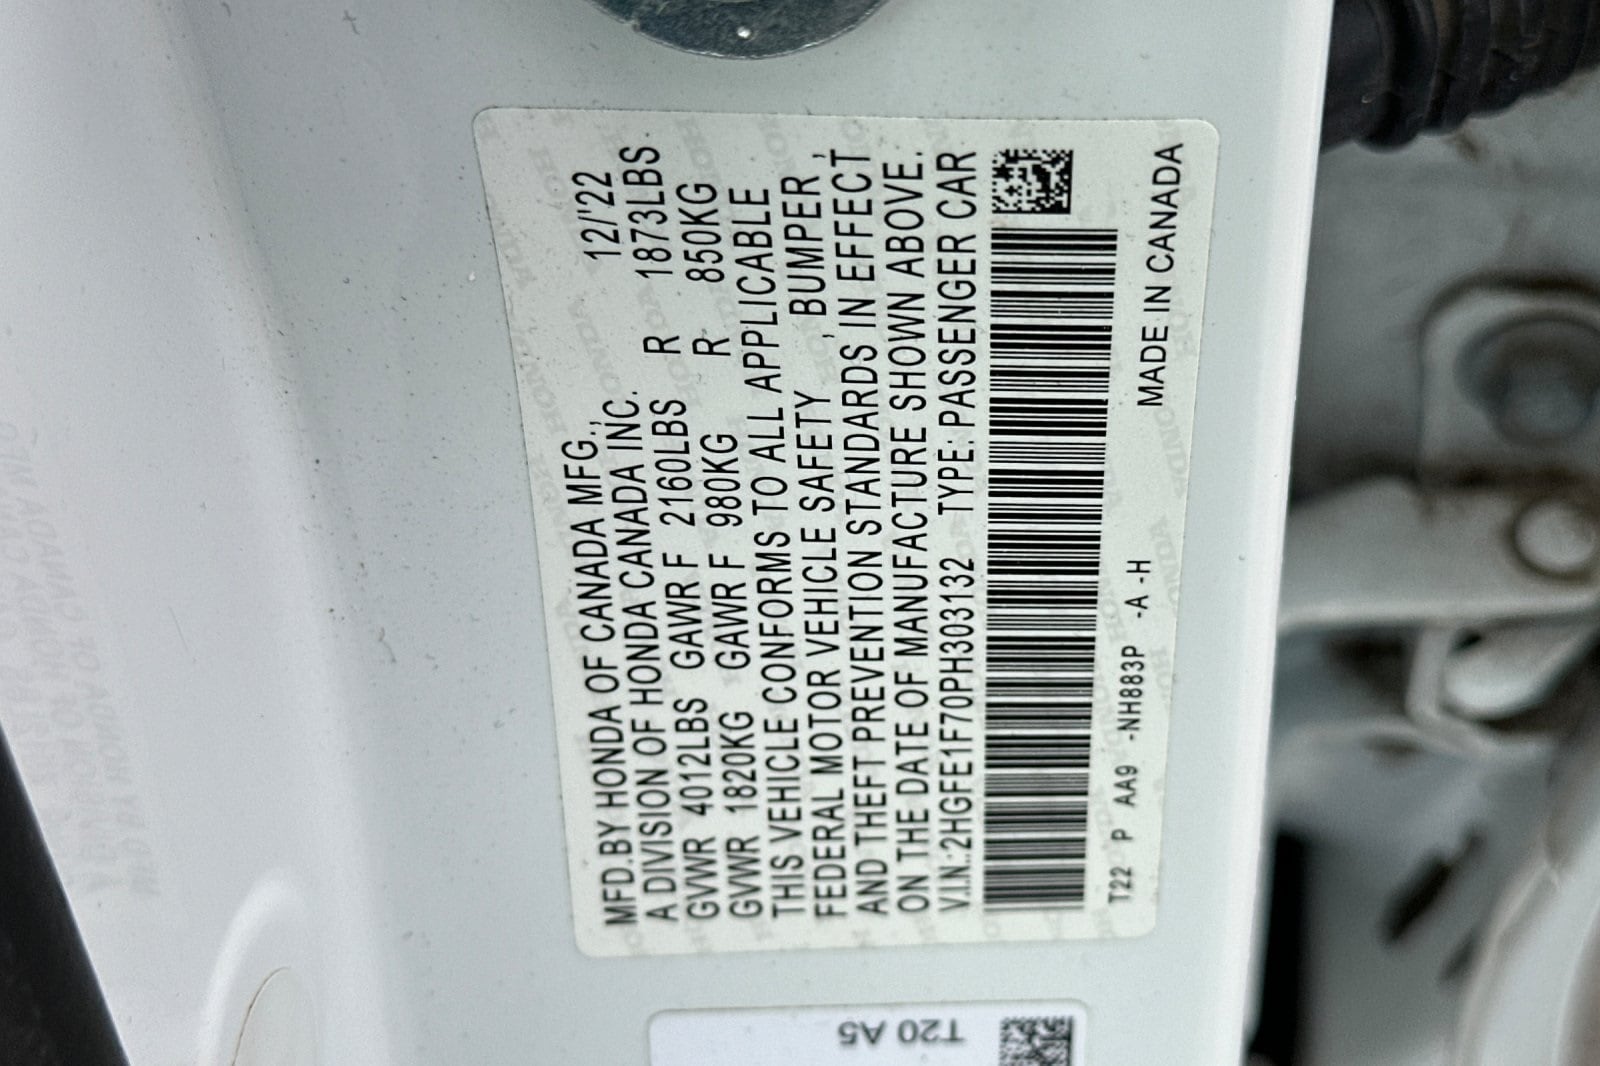 MFD.BY HONDA OF CANADA MFG., 12/'22
A DIVISION OF HONDA CANADA INC.
GVWR 4012LBS GAWR F 2160LBS R 1873LBS
GVWR 1820KG GAWR F 980KG R 850KG
THIS VEHICLE CONFORMS TO ALL APPLICABLE
FEDERAL MOTOR VEHICLE SAFETY, BUMPER,
AND THEFT PREVENTION STANDARDS IN EFFECT
ON THE DATE OF MANUFACTURE SHOWN ABOVE.
V.I.N.:2HGFE1F70PH303132 TYPE: PASSENGER CAR
T22 P AA9 -NH883P -A -H
MADE IN CANADA
T20 A5